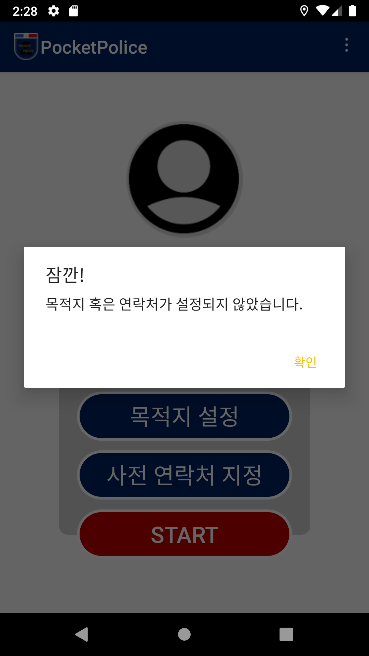 2:28
PocketPolice
잠깐!
목적지 혹은 연락처가 설정되지 않았습니다.
확인
목적지 설정
사전 연락처 지정
START